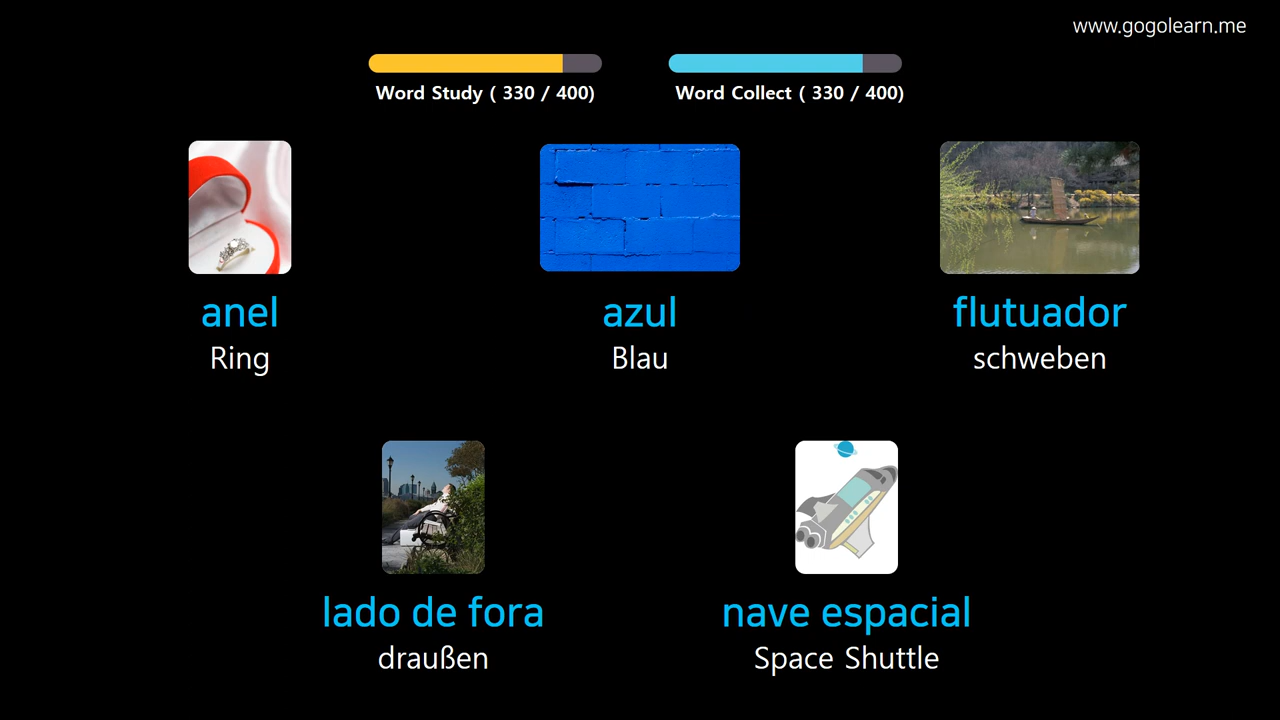 www.gogolearn.me
Word Study ( 330 / 400)
Word Collect ( 330 / 400)
anel
Ring
azul
Blau
flutuador
schweben
lado de fora
draußen
nave espacial
Space Shuttle